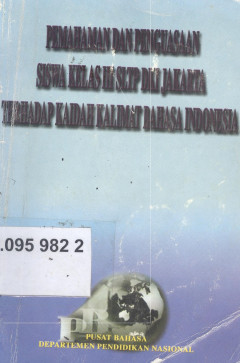 PEMAHAMAN DAN PENGUASAAN
SISWA KELAS III SLTP DKI JAKARTA
TERHADAP KAIDAH KALIMAT BAHASA INDONESIA
.095 982 2
PUSAT BAHASA
DEPARTEMEN PENDIDIKAN NASIONAL